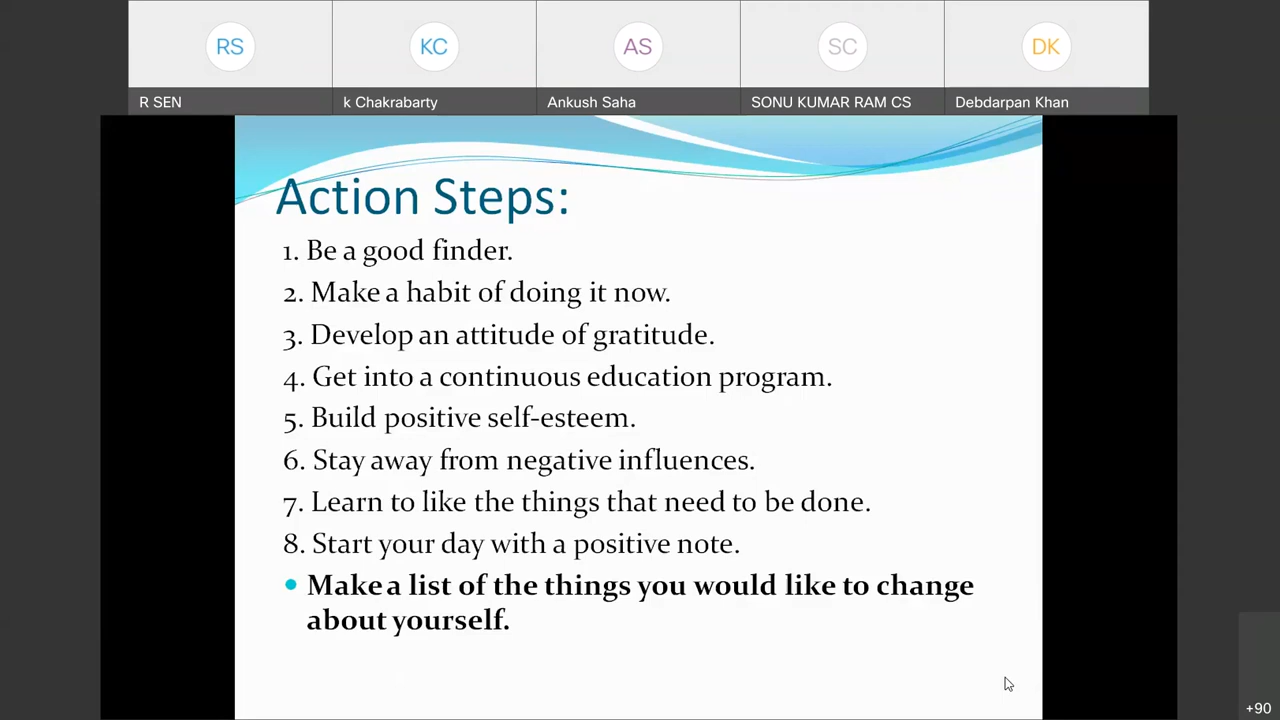 RS
KC
AS
SC
DK
R SEN
k Chakrabarty
Ankush Saha
SONU KUMAR RAM CS
Debdarpan Khan
Action Steps:
1. Be a good finder.
2. Make a habit of doing it now.
3. Develop an attitude of gratitude.
4. Get into a continuous education program.
5. Build positive self-esteem.
6. Stay away from negative influences.
7. Learn to like the things that need to be done.
8. Start your day with a positive note.
• Make a list of the things you would like to change
about yourself.
+90